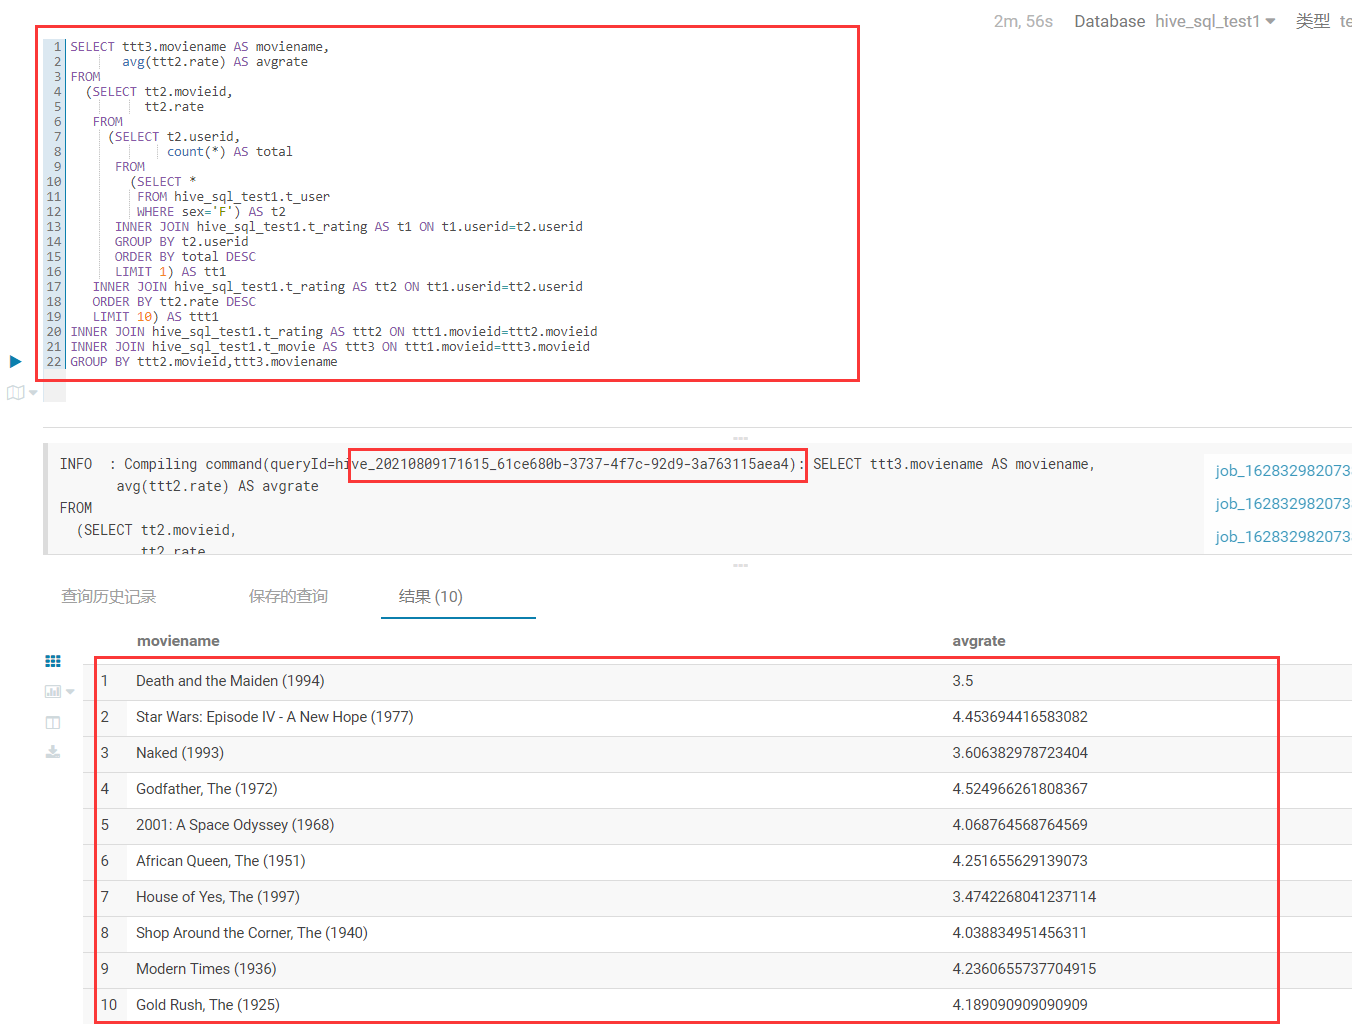 2m, 56s Database hive_sql_test1 类型 te
1 SELECT ttt3.moviename AS moviename,
2 avg(ttt2.rate) AS avgrate
3 FROM
4 (SELECT tt2.movieid,
5 tt2.rate
6 FROM
7 (SELECT t2.userid,
8 count(*) AS total
9 FROM
10 (SELECT *
11 FROM hive_sql_test1.t_user
12 WHERE sex='F') AS t2
13 INNER JOIN hive_sql_test1.t_rating AS t1 ON t1.userid=t2.userid
14 GROUP BY t2.userid
15 ORDER BY total DESC
16 LIMIT 1) AS tt1
17 INNER JOIN hive_sql_test1.t_rating AS tt2 ON tt1.userid=tt2.userid
18 ORDER BY tt2.rate DESC
19 LIMIT 10) AS ttt1
20 INNER JOIN hive_sql_test1.t_rating AS ttt2 ON ttt1.movieid=ttt2.movieid
21 INNER JOIN hive_sql_test1.t_movie AS ttt3 ON ttt1.movieid=ttt3.movieid
22 GROUP BY ttt2.movieid,ttt3.moviename
INFO : Compiling command(queryId=hive_20210809171615_61ce680b-3737-4f7c-92d9-3a763115aea4): SELECT ttt3.moviename AS moviename,
avg(ttt2.rate) AS avgrate
FROM
(SELECT tt2.movieid,
tt2.rate
job_162832982073
job_162832982073
job_162832982073
查询历史记录 保存的查询 结果 (10)
moviename avgrate
1 Death and the Maiden (1994) 3.5
2 Star Wars: Episode IV - A New Hope (1977) 4.453694416583082
3 Naked (1993) 3.606382978723404
4 Godfather, The (1972) 4.524966261808367
5 2001: A Space Odyssey (1968) 4.068764568764569
6 African Queen, The (1951) 4.251655629139073
7 House of Yes, The (1997) 3.4742268041237114
8 Shop Around the Corner, The (1940) 4.038834951456311
9 Modern Times (1936) 4.2360655737704915
10 Gold Rush, The (1925) 4.189090909090909